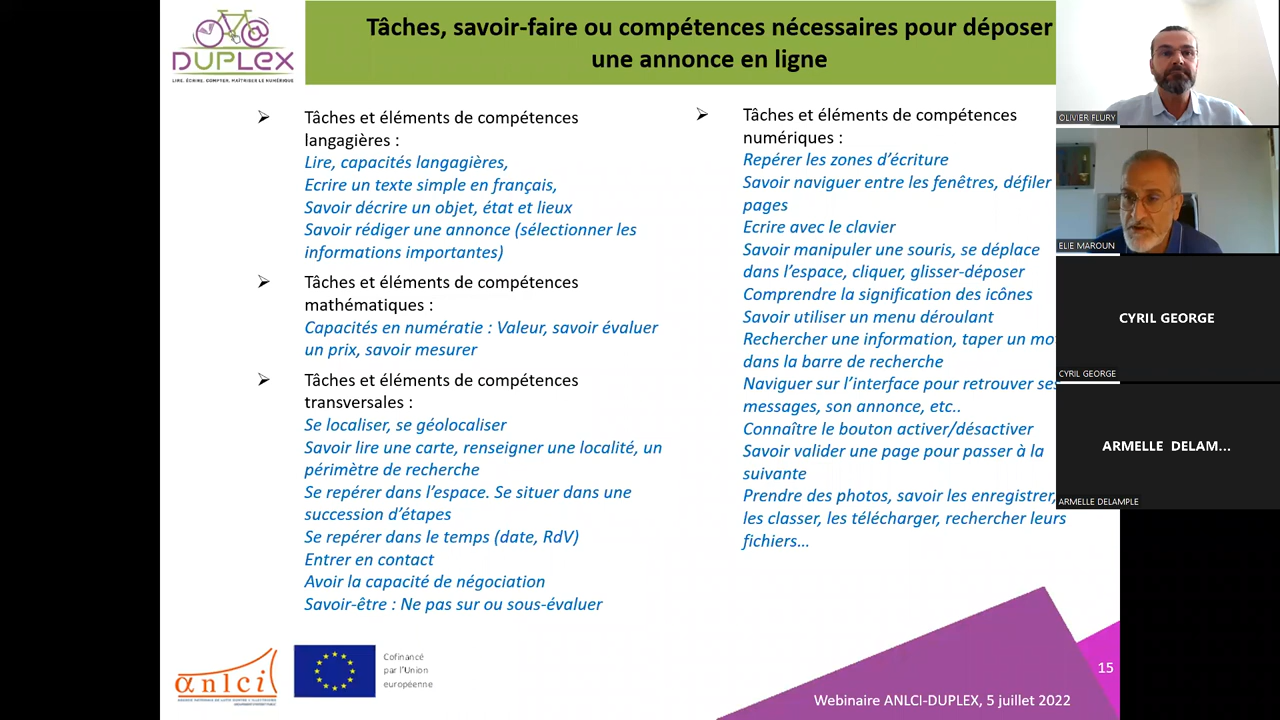 DUPLEX
LIRE, ÉCRIRE, COMPTER, MAÎTRISER LE NUMÉRIQUE
Tâches, savoir-faire ou compétences nécessaires pour déposer
une annonce en ligne
Tâches et éléments de compétences
langagières :
Lire, capacités langagières,
Ecrire un texte simple en français,
Savoir décrire un objet, état et lieux
Savoir rédiger une annonce (sélectionner les
informations importantes)
Tâches et éléments de compétences
mathématiques :
Capacités en numératie : Valeur, savoir évaluer
un prix, savoir mesurer
Tâches et éléments de compétences
transversales :
Se localiser, se géolocaliser
Savoir lire une carte, renseigner une localité, un
périmètre de recherche
Se repérer dans l’espace. Se situer dans une
succession d’étapes
Se repérer dans le temps (date, RdV)
Entrer en contact
Avoir la capacité de négociation
Savoir-être : Ne pas sur ou sous-évaluer
Tâches et éléments de compétences
numériques :
Repérer les zones d’écriture
Savoir naviguer entre les fenêtres, défiler
pages
Ecrire avec le clavier
Savoir manipuler une souris, se déplace
dans l’espace, cliquer, glisser-déposer
Comprendre la signification des icônes
Savoir utiliser un menu déroulant
Rechercher une information, taper un mo
dans la barre de recherche
Naviguer sur l’interface pour retrouver ses
messages, son annonce, etc..
Connaître le bouton activer/désactiver
Savoir valider une page pour passer à la
suivante
Prendre des photos, savoir les enregistrer,
les classer, les télécharger, rechercher leurs
fichiers…
OLIVIER FLURY
ELIE MAROUN
CYRIL GEORGE
CYRIL GEORGE
ARMELLE DELAM...
ARMELLE DELAMPLE
anlci
Cofinancé
par l’Union
européenne
15
Webinaire ANLCI-DUPLEX, 5 juillet 2022